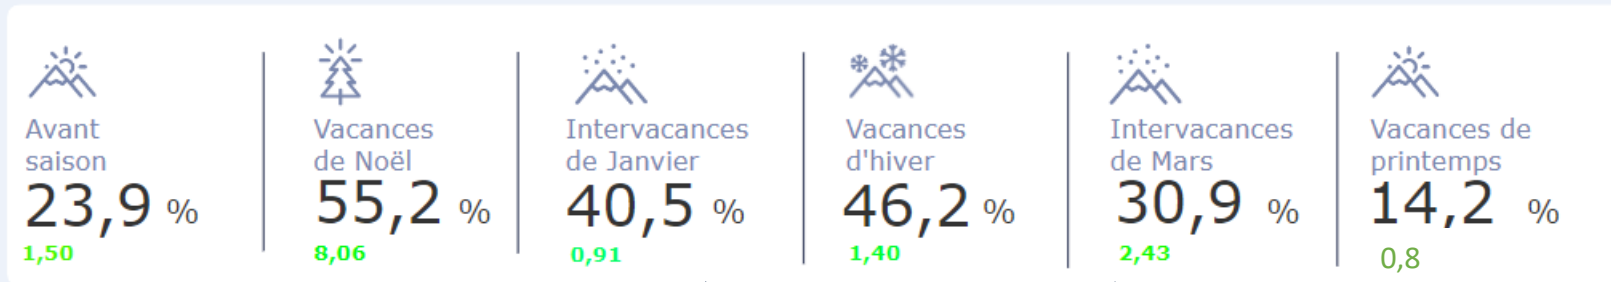 Avant
saison
23,9 %
1,50
Vacances
de Noël
55,2 %
8,06
Intervacances
de Janvier
40,5 %
0,91
Vacances
d'hiver
46,2 %
1,40
Intervacances
de Mars
30,9 %
2,43
Vacances de
printemps
14,2 %
0,8